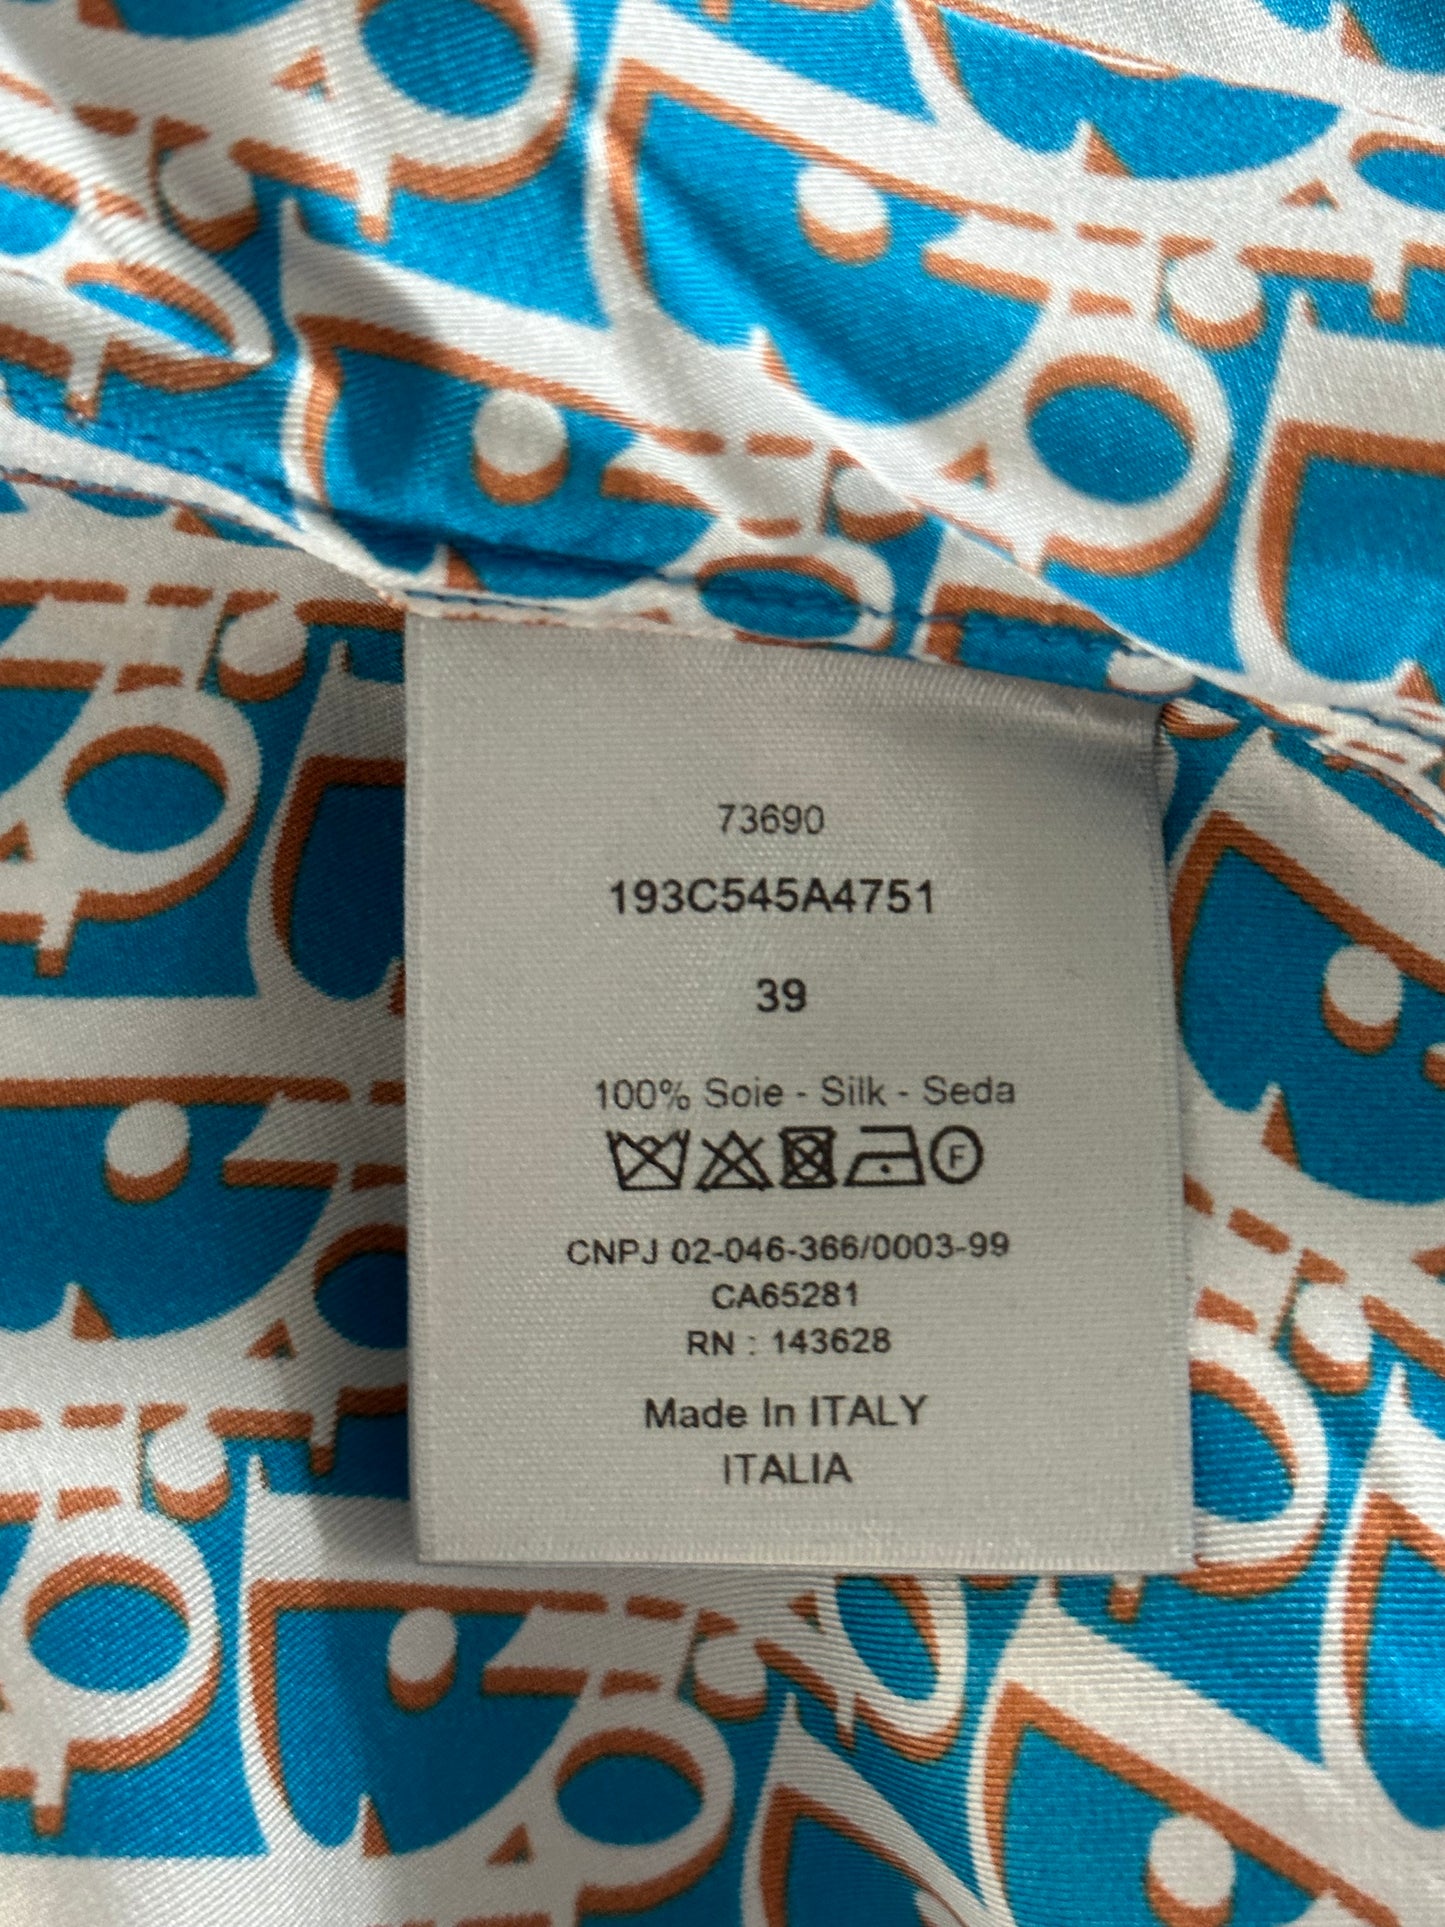 73690
193C545A4751
39
100% Soie - Silk - Seda
F
CNPJ 02-046-366/0003-99
CA65281
RN : 143628
Made In ITALY
ITALIA